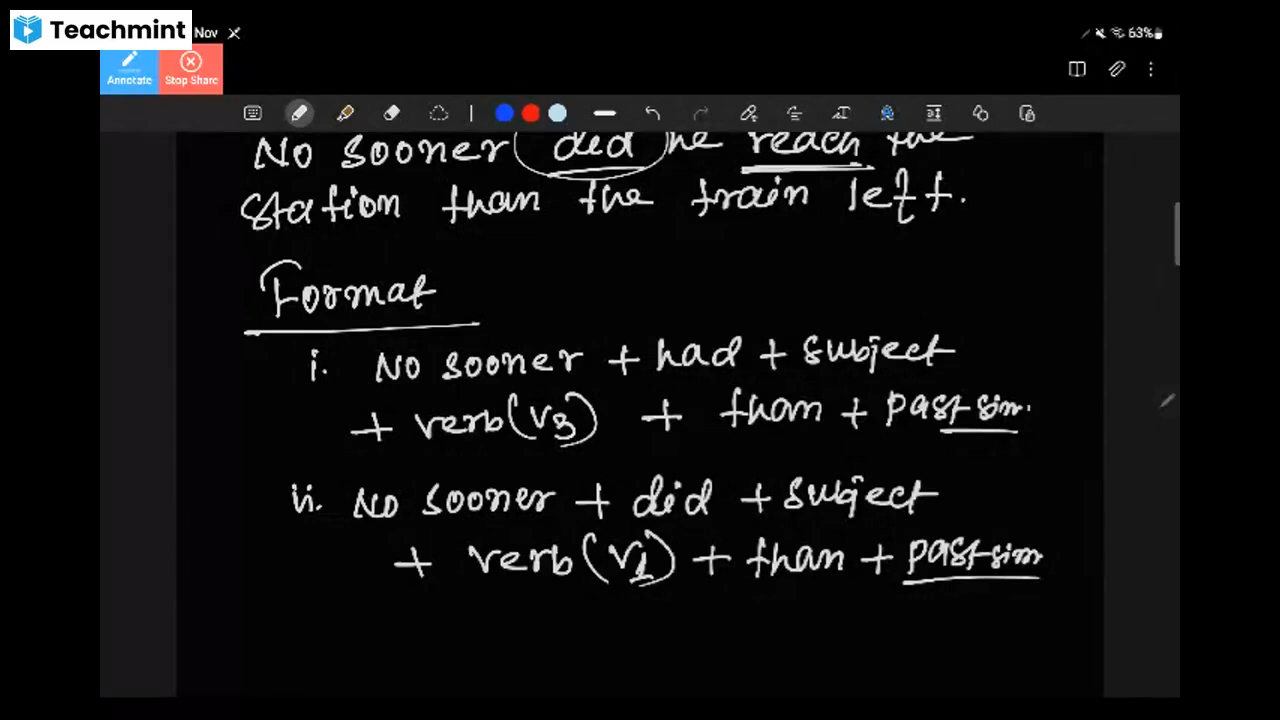 Teachmint
Nov
63%
Annotate
Stop Share
No sooner did he reach the
station than the train left.
Format
i. No sooner + had + subject
+ verb(v3) + than + past sim.
ii. No sooner + did + subject
+ verb(v1) + than + past sim